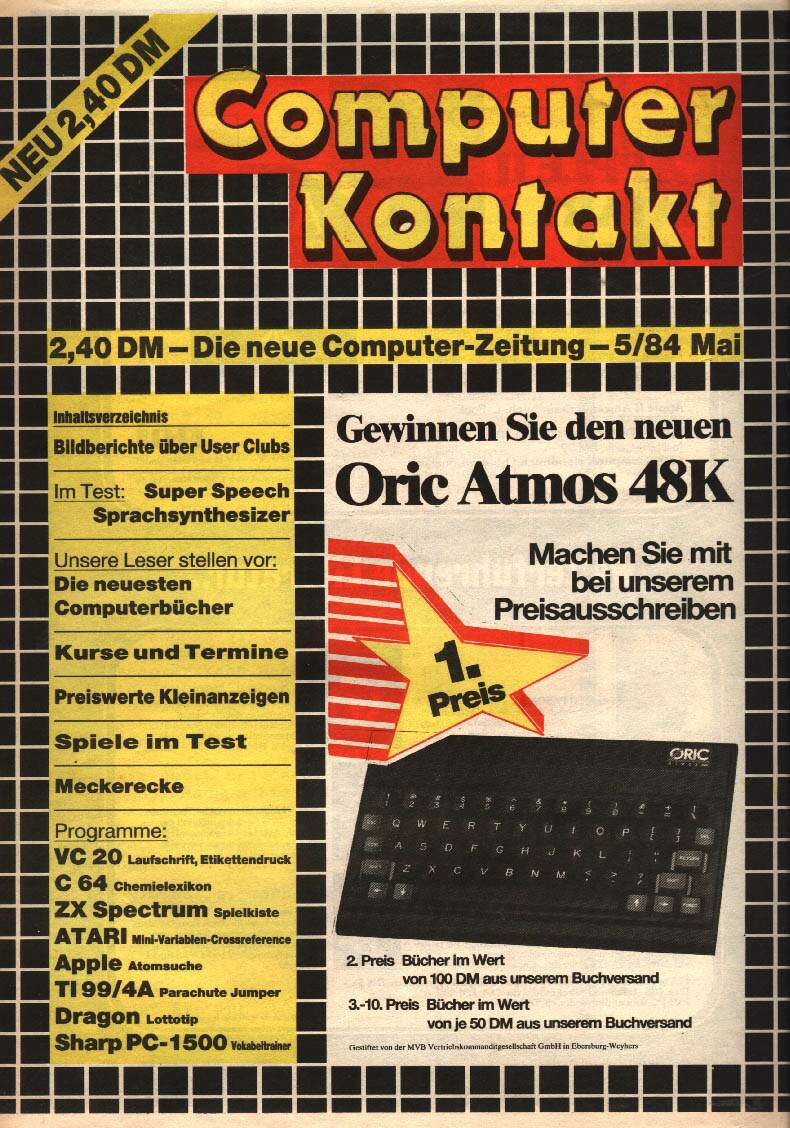 NEU 2,40 DM
Computer
Kontakt
2,40 DM – Die neue Computer-Zeitung – 5/84 Mai
Inhaltsverzeichnis
Bildberichte über User Clubs
Im Test: Super Speech
Sprachsynthesizer
Unsere Leser stellen vor:
Die neuesten
Computerbücher
Kurse und Termine
Preiswerte Kleinanzeigen
Spiele im Test
Meckerecke
Programme:
VC 20 Laufschrift, Etikettendruck
C 64 Chemielexikon
ZX Spectrum Spielkiste
ATARI Mini-Variablen-Crossreference
Apple Atomsuche
TI 99/4A Parachute Jumper
Dragon Lottotip
Sharp PC-1500 Vokabeltrainer
Gewinnen Sie den neuen
Oric Atmos 48K
Machen Sie mit
bei unserem
Preisausschreiben
1.
Preis
ORIC
Q W E R T Y U I O P
A S D F G H J K L
Z X C V B N M
2. Preis Bücher im Wert
von 100 DM aus unserem Buchversand
3.-10. Preis Bücher im Wert
von je 50 DM aus unserem Buchversand
Gestiftet von der MVB Vertriebskommanditgesellschaft GmbH in Ebersburg-Weyhers